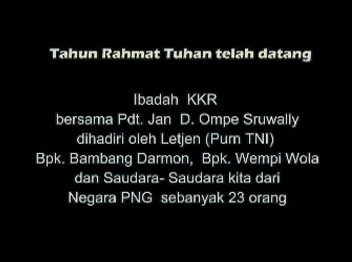 Tahun Rahmat Tuhan telah datang
Ibadah KKR
bersama Pdt. Jan D. Ompe Sruwally
dihadiri oleh Letjen (Purn TNI)
Bpk. Bambang Darmon, Bpk. Wempi Wola
dan Saudara- Saudara kita dari
Negara PNG sebanyak 23 orang